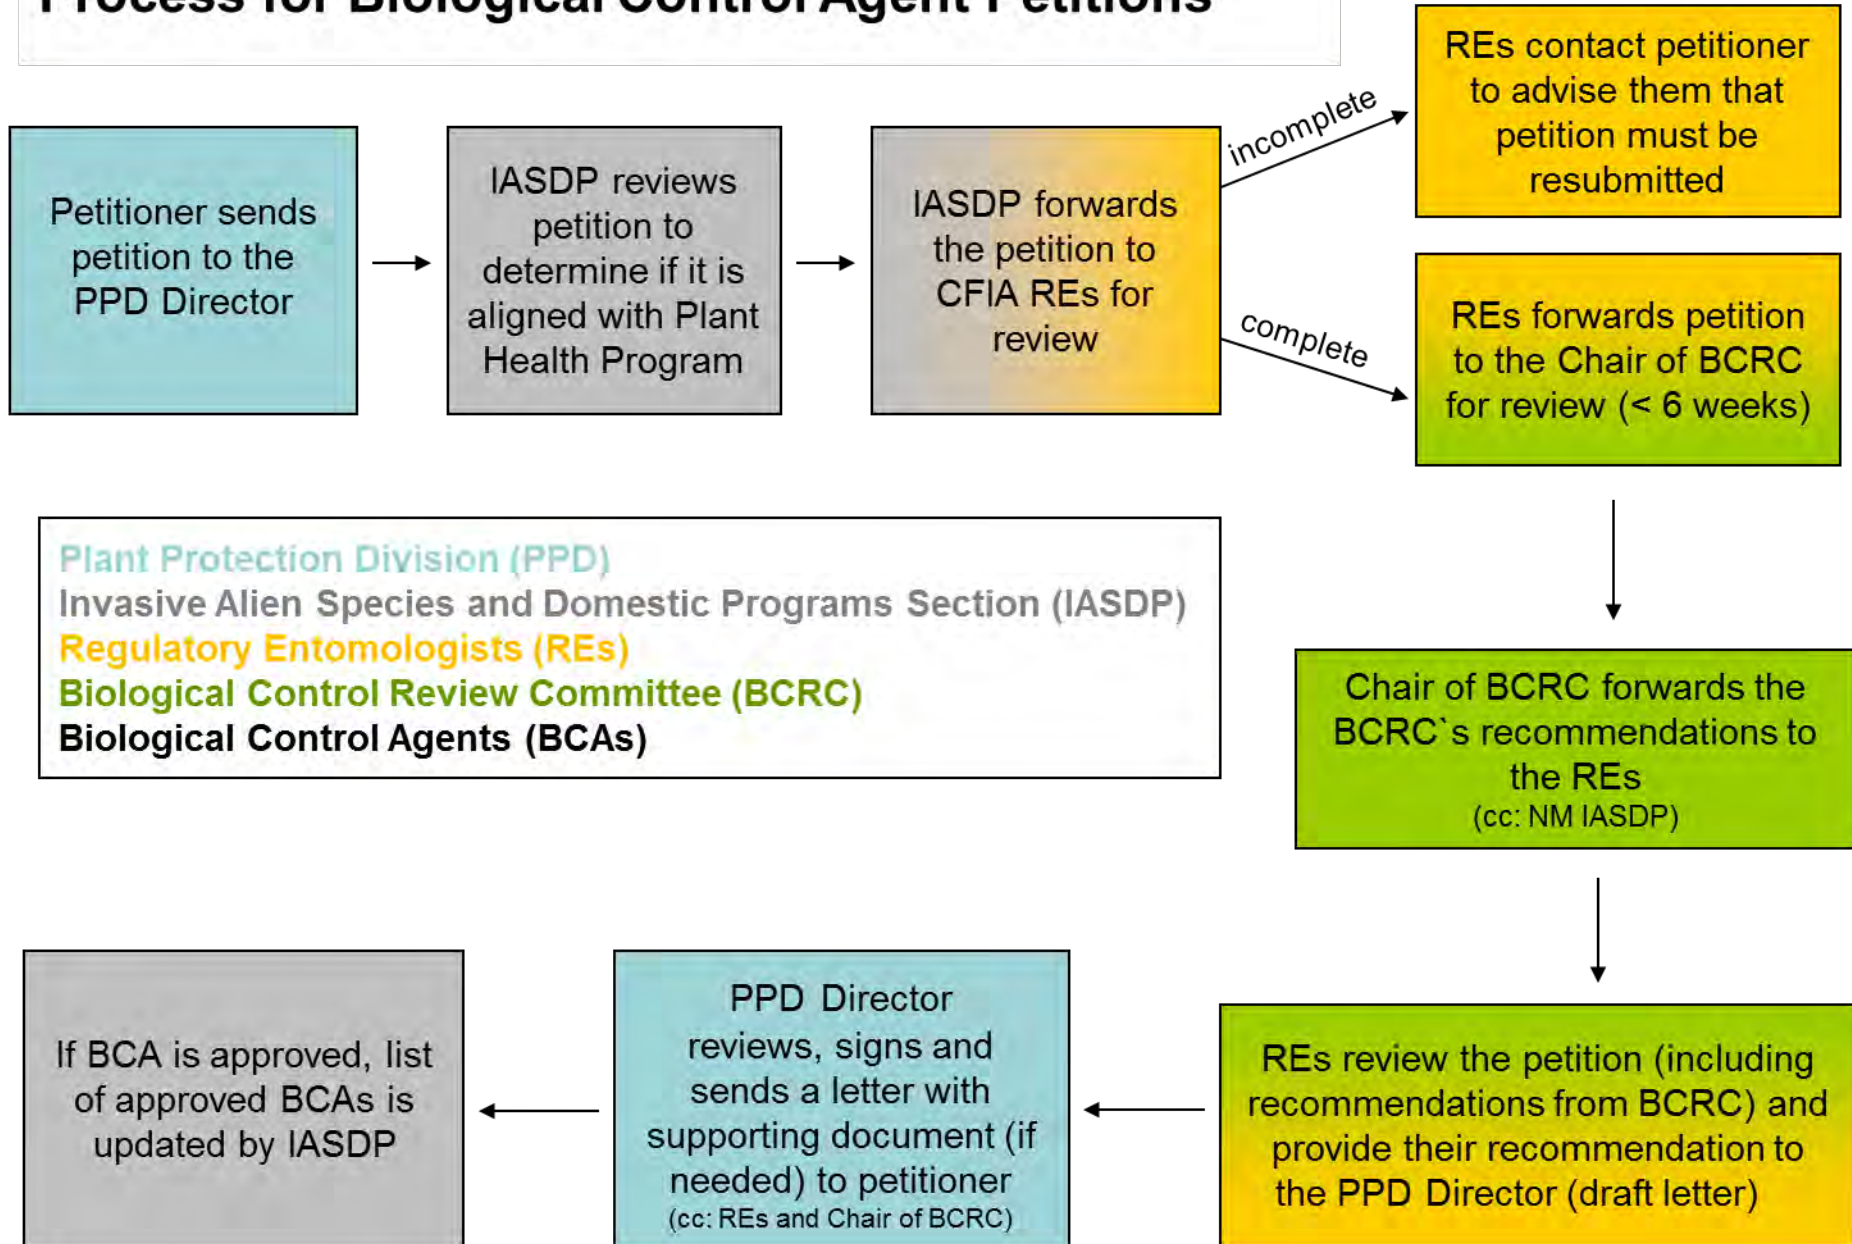 Process for Biological Control Agent Petitions
Petitioner sends
petition to the
PPD Director
IASDP reviews
petition to
determine if it is
aligned with Plant
Health Program
IASDP forwards
the petition to
CFIA REs for
review
incomplete
REs contact petitioner
to advise them that
petition must be
resubmitted
complete
REs forwards petition
to the Chair of BCRC
for review (< 6 weeks)
Plant Protection Division (PPD)
Invasive Alien Species and Domestic Programs Section (IASDP)
Regulatory Entomologists (REs)
Biological Control Review Committee (BCRC)
Biological Control Agents (BCAs)
Chair of BCRC forwards the
BCRC`s recommendations to
the REs
(cc: NM IASDP)
REs review the petition (including
recommendations from BCRC) and
provide their recommendation to
the PPD Director (draft letter)
PPD Director
reviews, signs and
sends a letter with
supporting document (if
needed) to petitioner
(cc: REs and Chair of BCRC)
If BCA is approved, list
of approved BCAs is
updated by IASDP